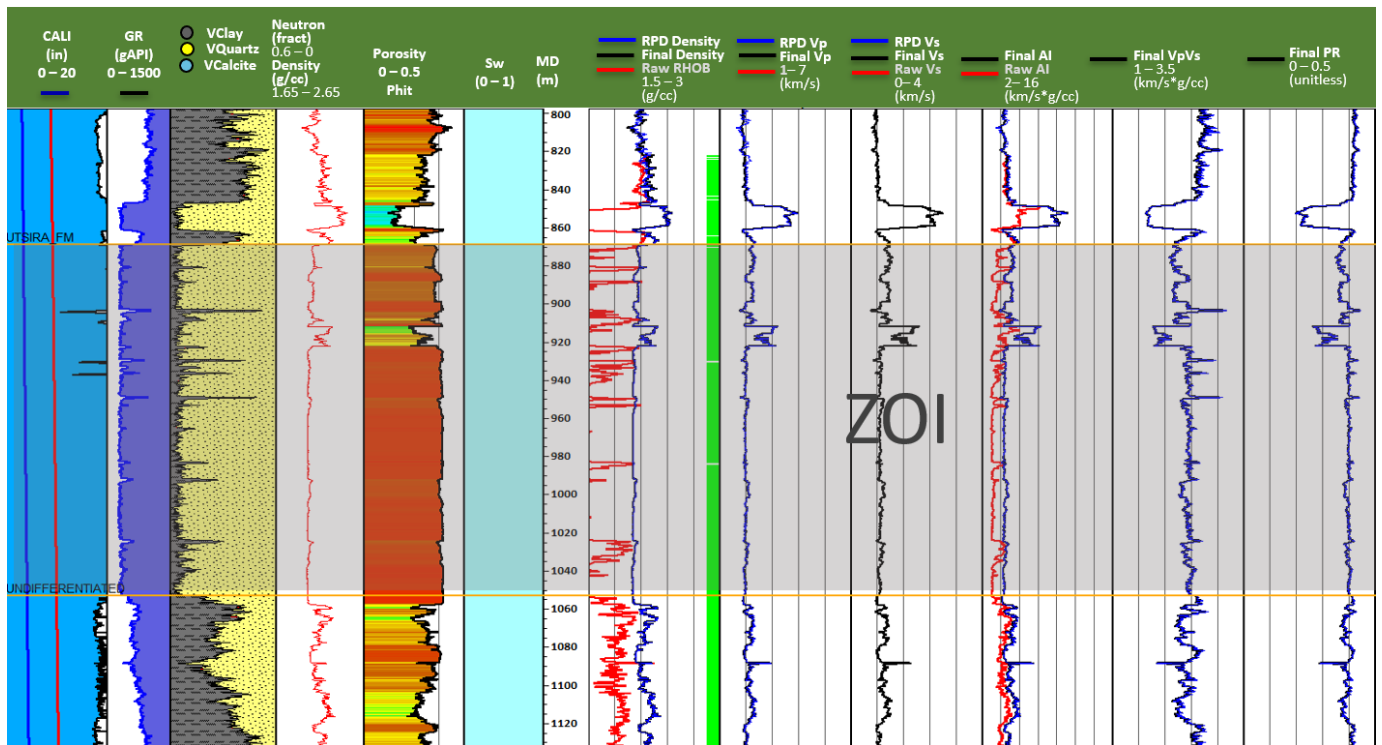 CALI
(in)
0 – 20
GR
(gAPI)
0 – 1500
VClay
VQuartz
VCalcite
Neutron
(fract)
0.6 – 0
Density
(g/cc)
1.65 – 2.65
Porosity
0 – 0.5
Phit
Sw
(0 – 1)
MD
(m)
RPD Density
Final Density
Raw RHOB
1.5 – 3
(g/cc)
RPD Vp
Final Vp
1 – 7
(km/s)
RPD Vs
Final Vs
Raw Vs
0 – 4
(km/s)
Final AI
Raw AI
2 – 16
(km/s*g/cc)
Final VpVs
1 – 3.5
(km/s*g/cc)
Final PR
0 – 0.5
(unitless)
800
820
840
860
880
900
920
940
960
980
1000
1020
1040
1060
1080
1100
1120
UTSIRA_FM
ZOI
UNDIFFERENTIATED